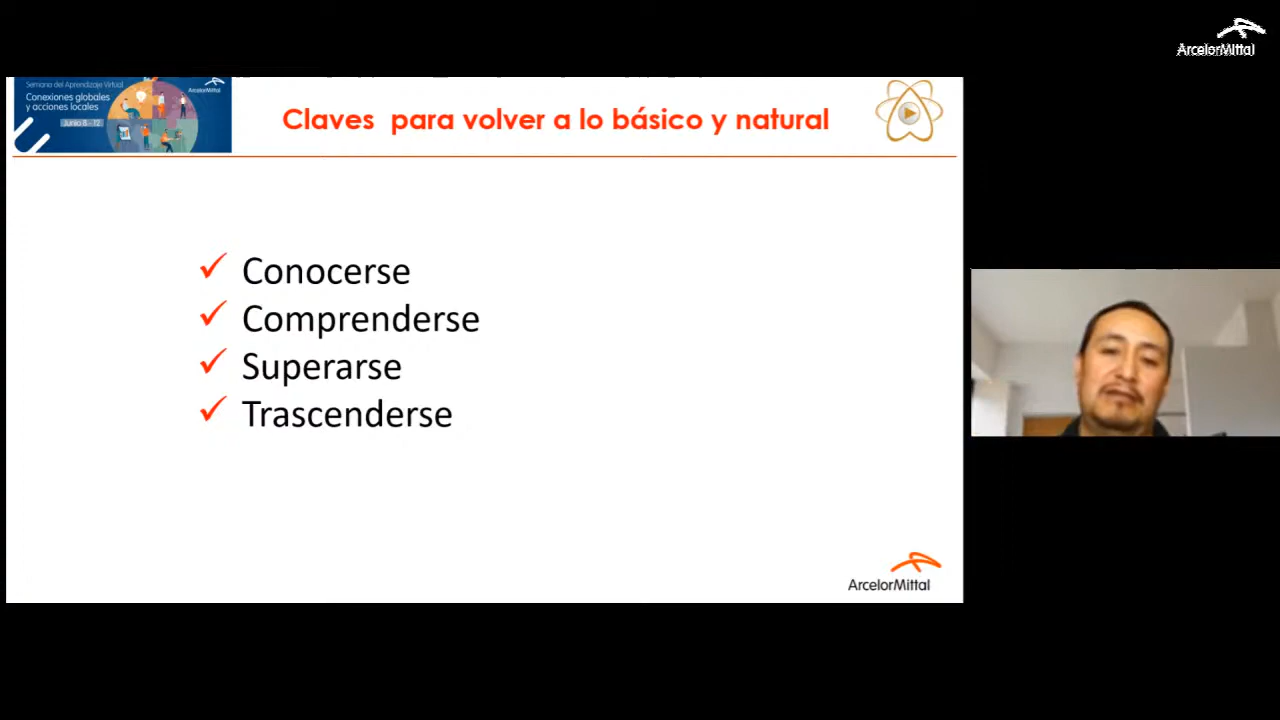 ArcelorMittal
Semana del Aprendizaje Virtual
Conexiones globales
y acciones locales
Junio 8 - 12
ArcelorMittal
Claves para volver a lo básico y natural
Conocerse
Comprenderse
Superarse
Trascenderse
ArcelorMittal